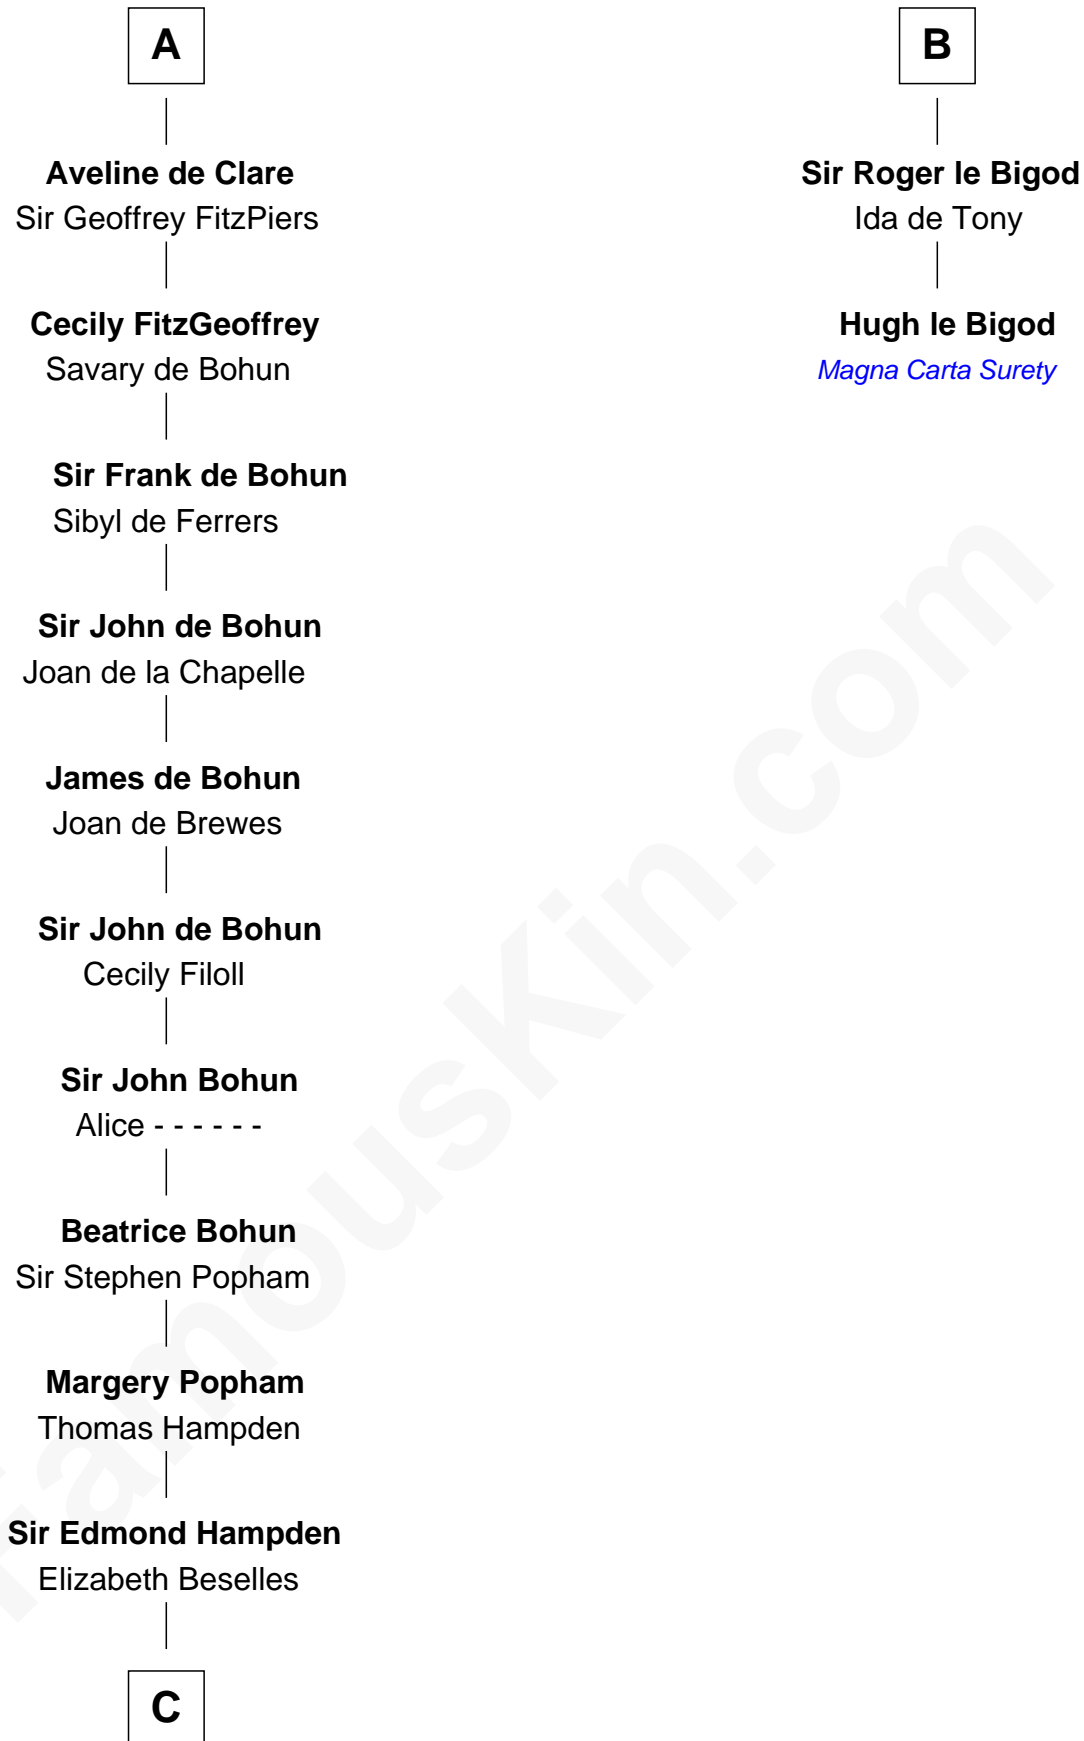 A
Aveline de Clare
Sir Geoffrey FitzPiers
Cecily FitzGeoffrey
Savary de Bohun
Sir Frank de Bohun
Sibyl de Ferrers
Sir John de Bohun
Joan de la Chapelle
James de Bohun
Joan de Brewes
Sir John de Bohun
Cecily Filoll
Sir John Bohun
Alice - - - - - -
Beatrice Bohun
Sir Stephen Popham
Margery Popham
Thomas Hampden
Sir Edmond Hampden
Elizabeth Beselles
C
B
Sir Roger le Bigod
Ida de Tony
Hugh le Bigod
Magna Carta Surety
FamousKin.com